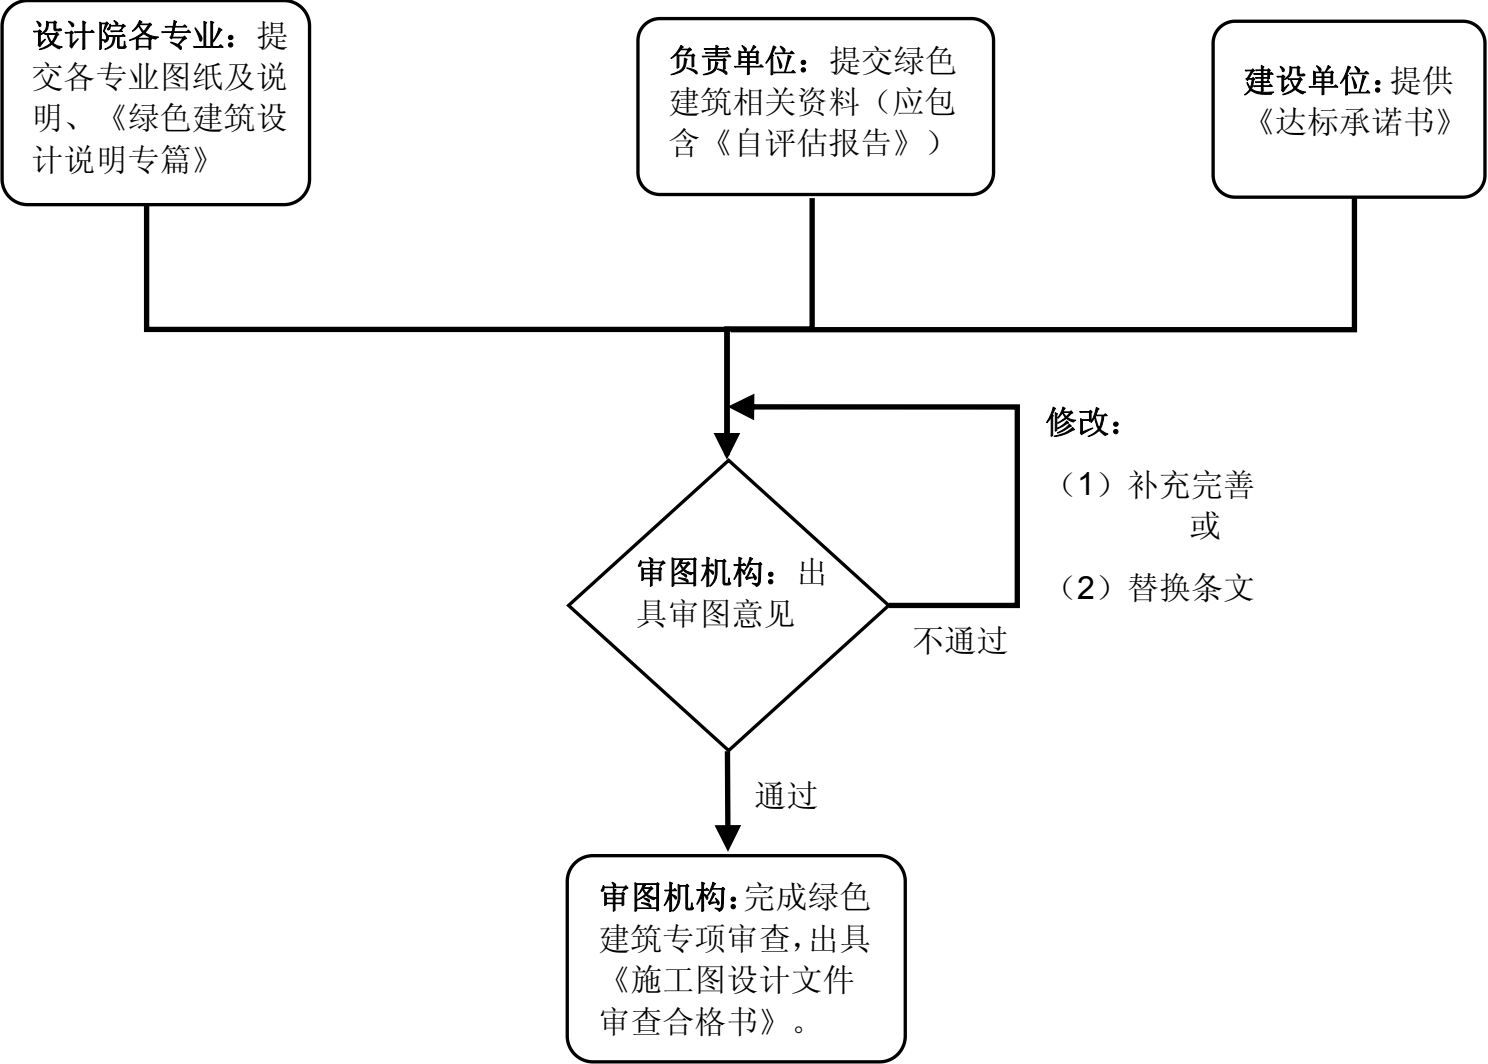 设计院各专业：提
交各专业图纸及说
明、《绿色建筑设
计说明专篇》
负责单位：提交绿色
建筑相关资料（应包
含《自评估报告》）
建设单位：提供
《达标承诺书》
修改：
（1）补充完善
或
（2）替换条文
审图机构：出
具审图意见
不通过
通过
审图机构：完成绿色
建筑专项审查，出具
《施工图设计文件
审查合格书》。